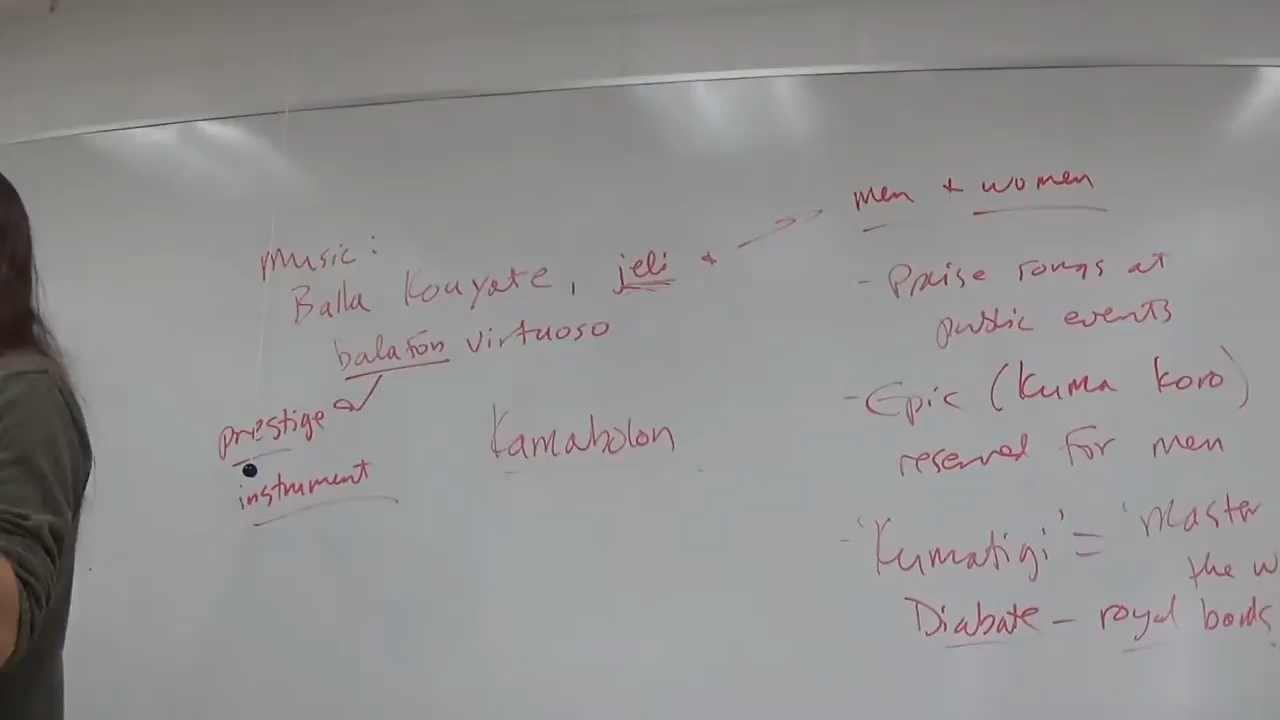 music:
Balla Kouyate, jeli *
balafon virtuoso
prestige
instrument
Kamabolon
men + women
- Praise songs at
public events
- Epic (Kuma Koro)
reserved for men
- 'Kumatigi' = 'Master
the w
Diabate - royal bards